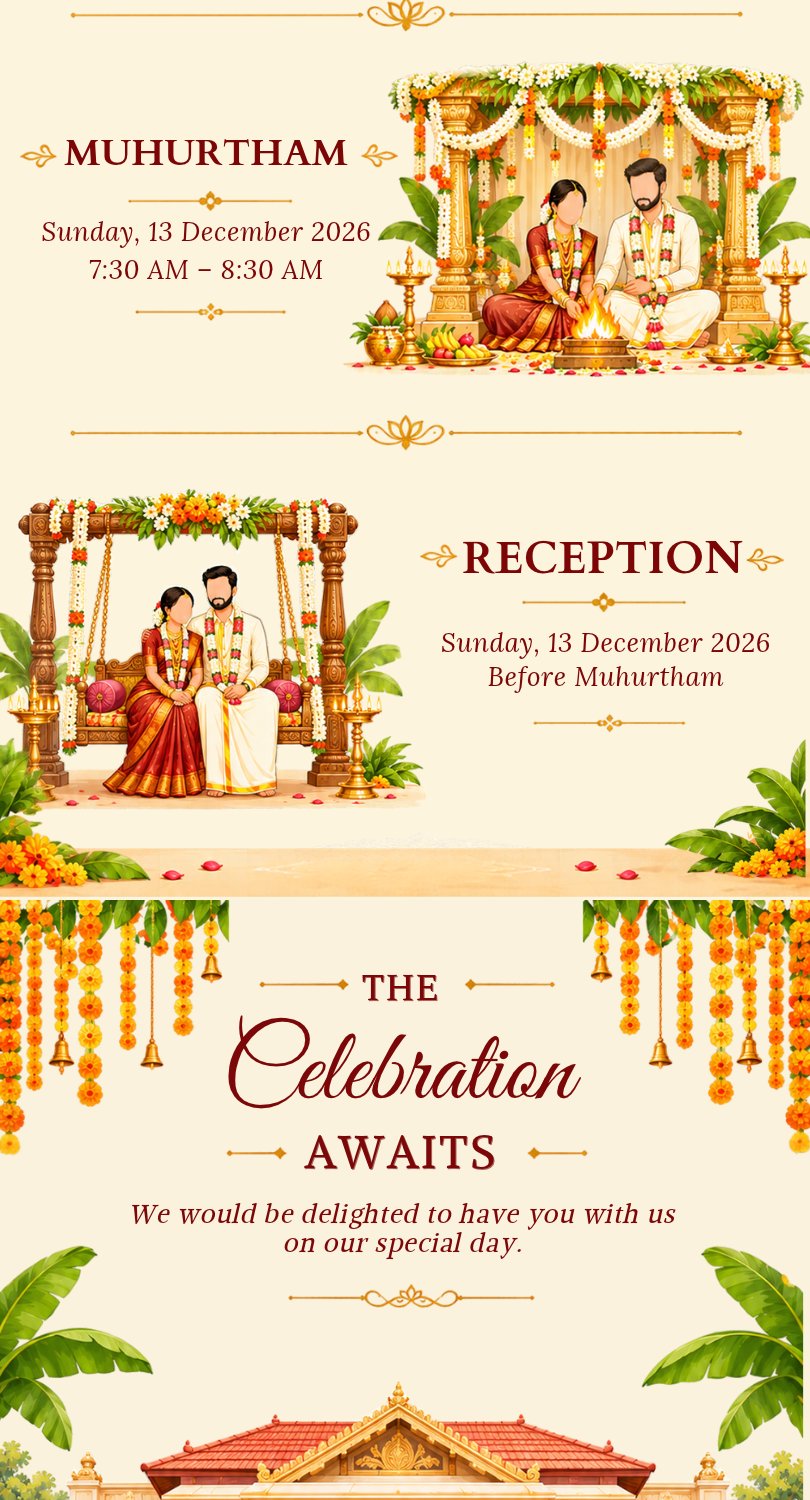 MUHURTHAM
Sunday, 13 December 2026
7:30 AM – 8:30 AM
RECEPTION
Sunday, 13 December 2026
Before Muhurtham
THE
Celebration
AWAITS
We would be delighted to have you with us
on our special day.